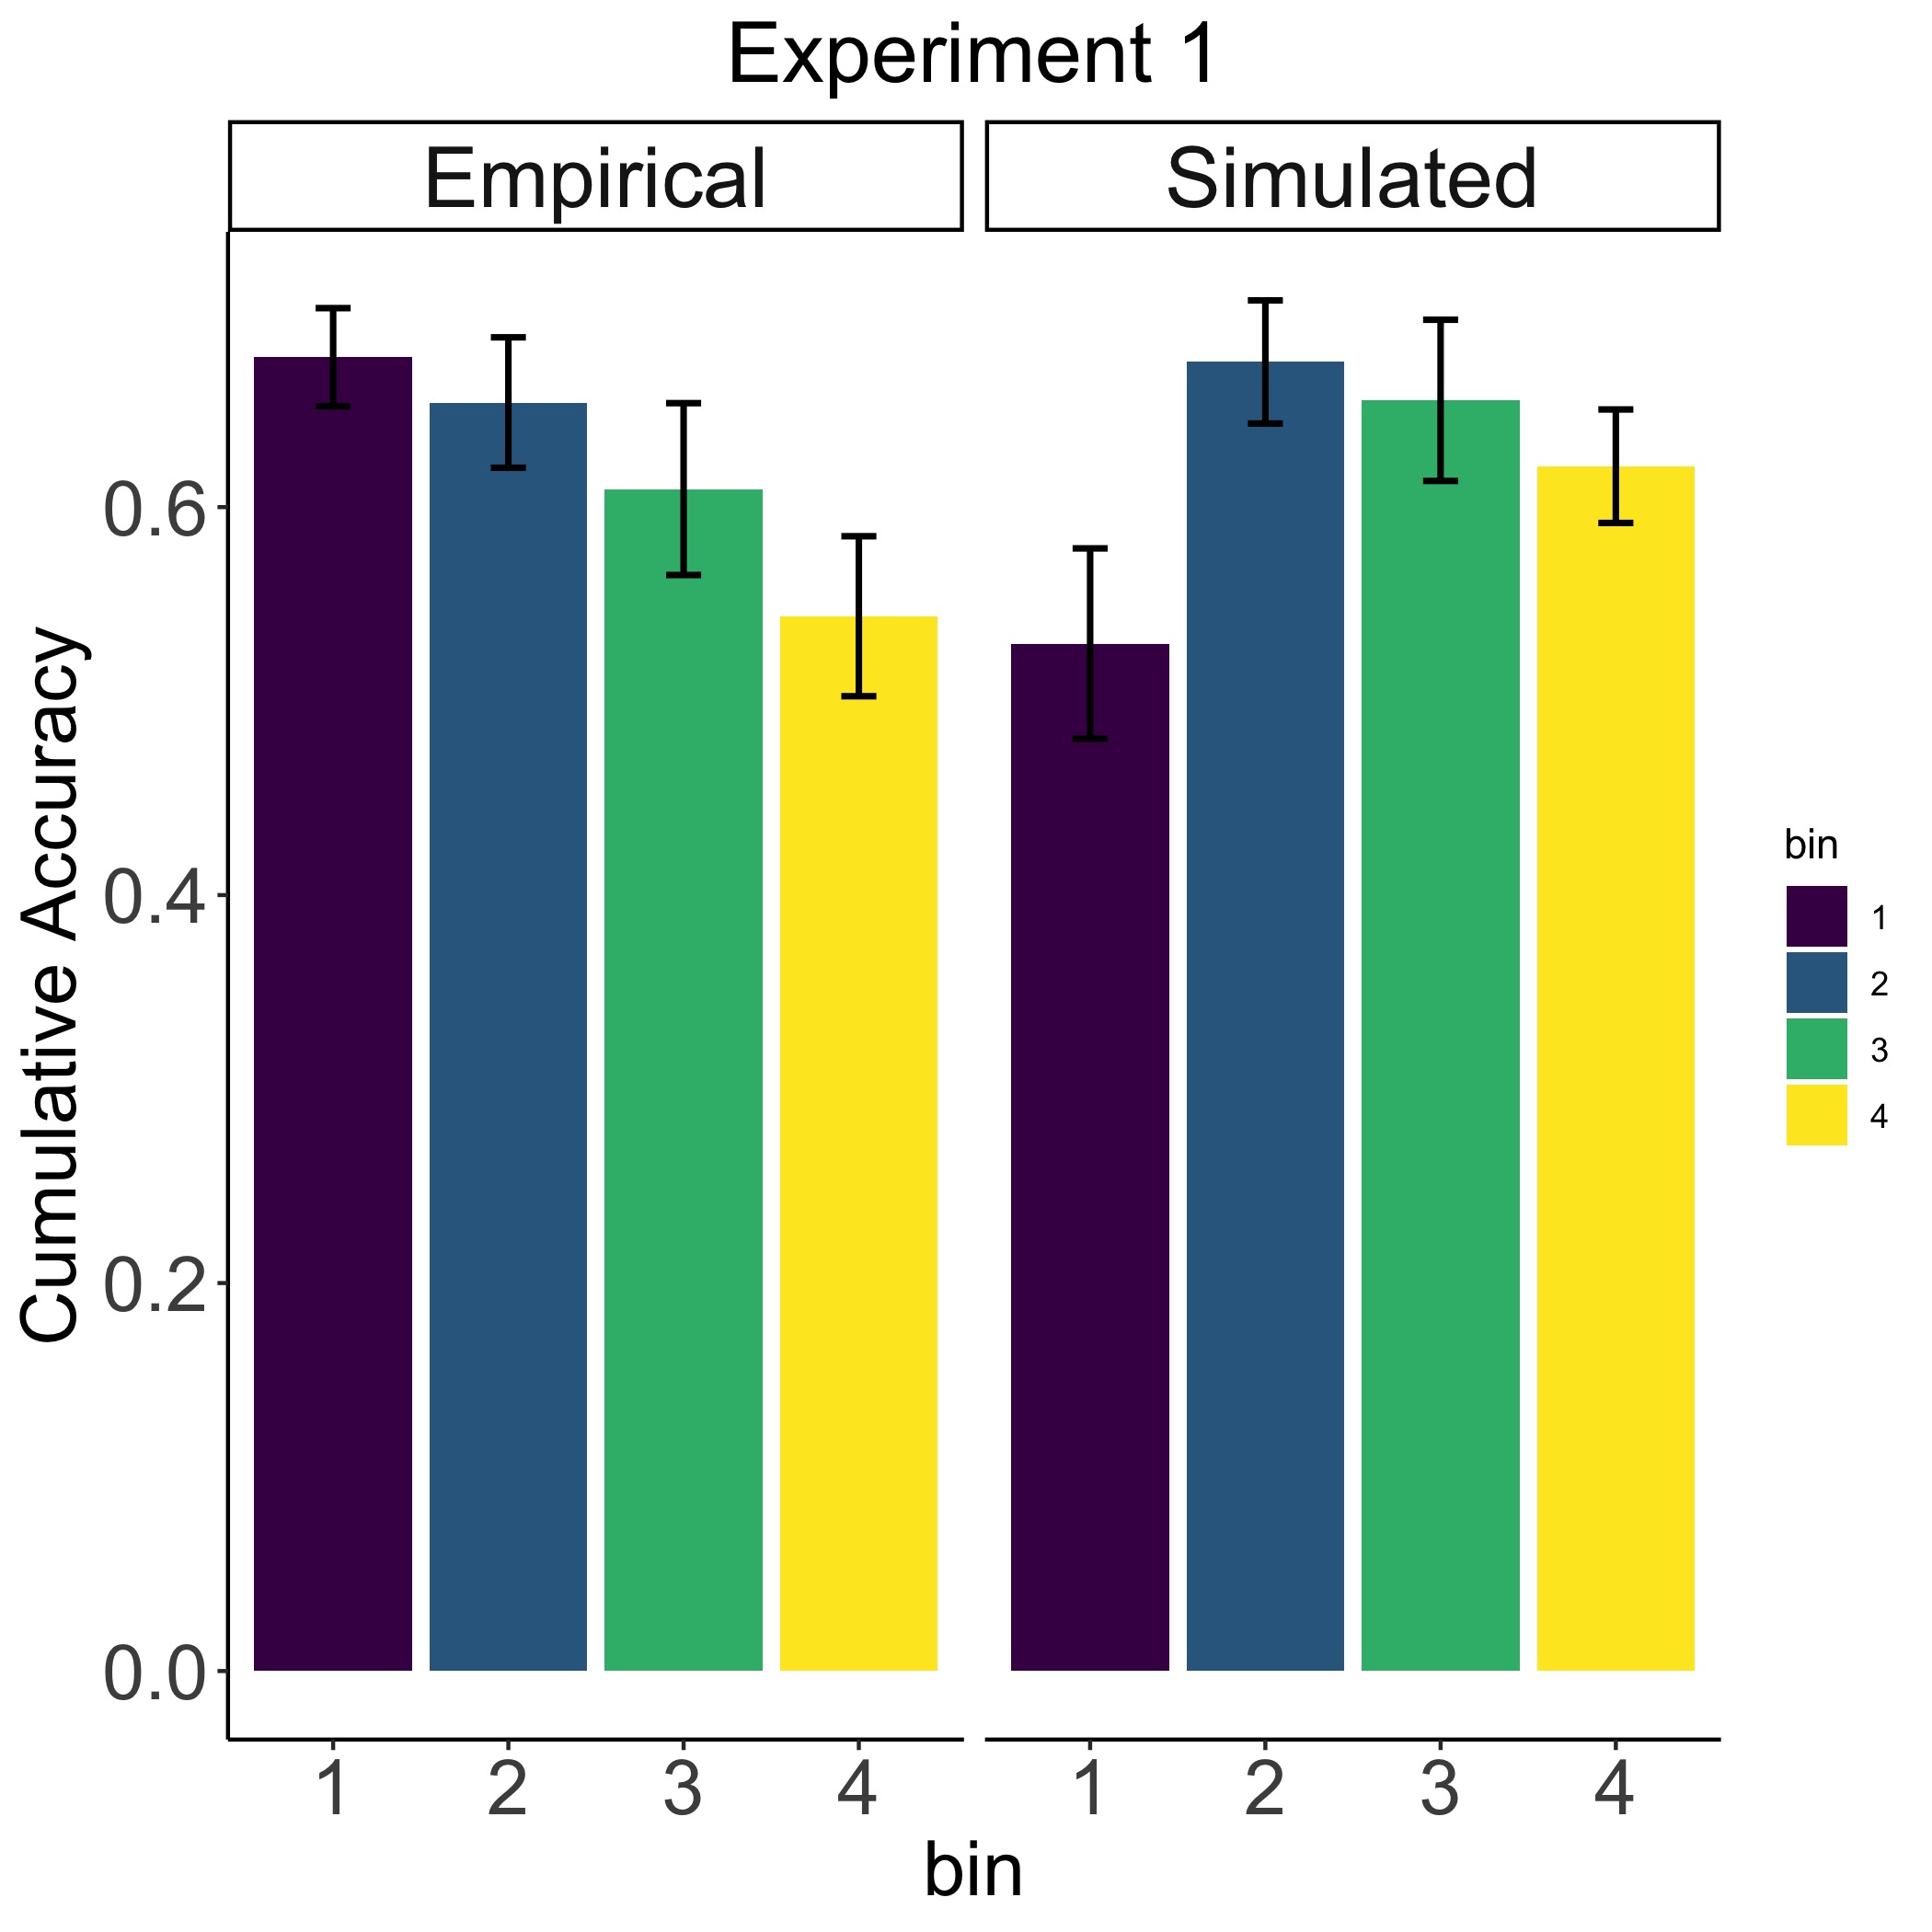 Experiment 1
Empirical
Simulated
Cumulative Accuracy
0.6
0.4
0.2
0.0
1 2 3 4
1 2 3 4
bin
bin
1
2
3
4